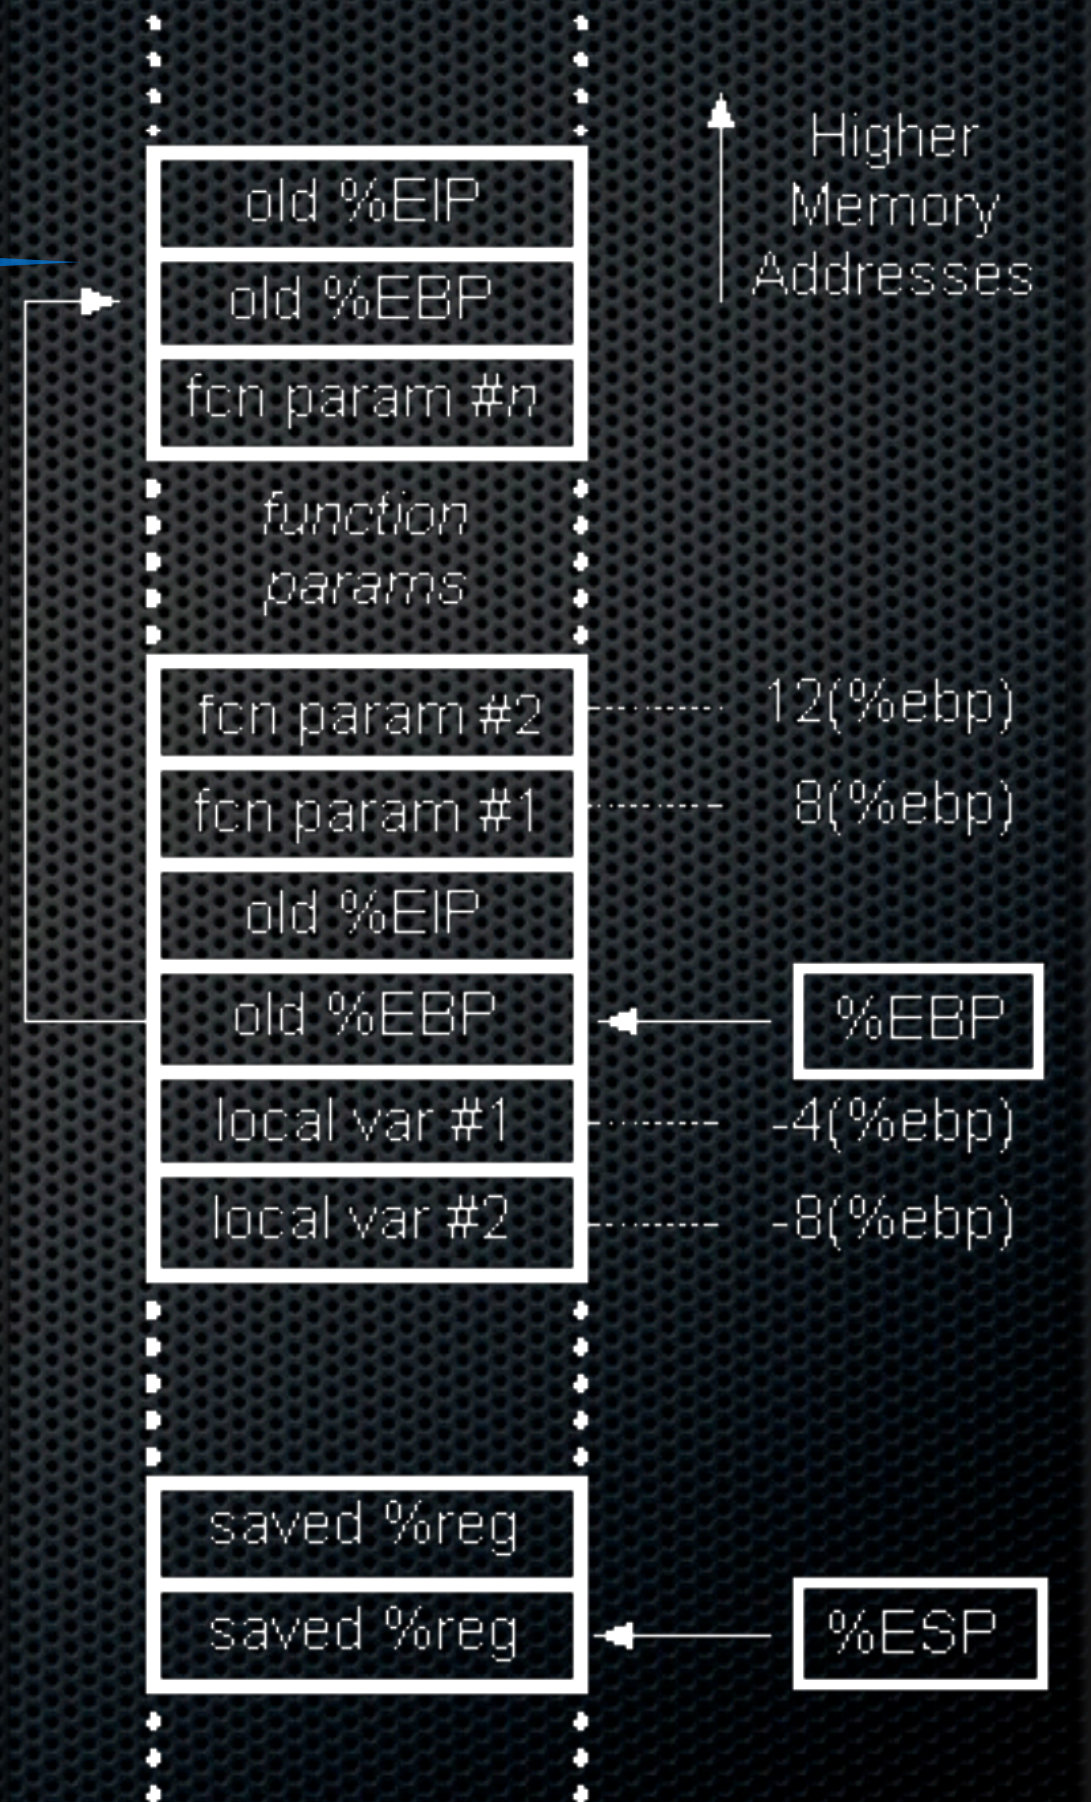 Higher
Memory
Addresses
old %EIP
old %EBP
fcn param #n
function
params
fcn param #2
12(%ebp)
fcn param #1
8(%ebp)
old %EIP
old %EBP
%EBP
local var #1
-4(%ebp)
local var #2
-8(%ebp)
saved %reg
saved %reg
%ESP